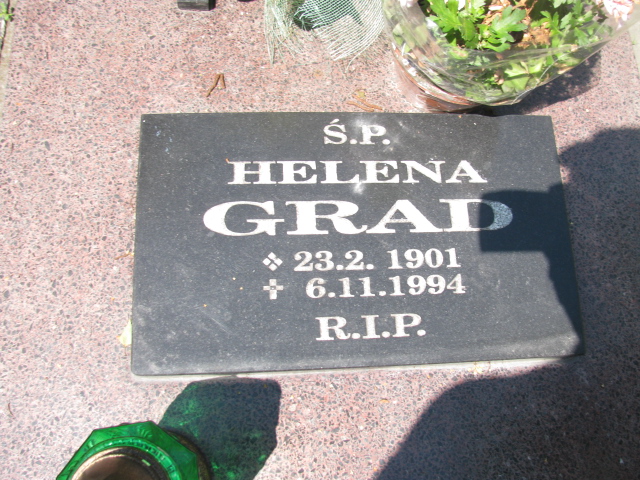 Ś.P.
HELENA
GRAD
❖ 23.2. 1901
✝ 6.11.1994
R.I.P.